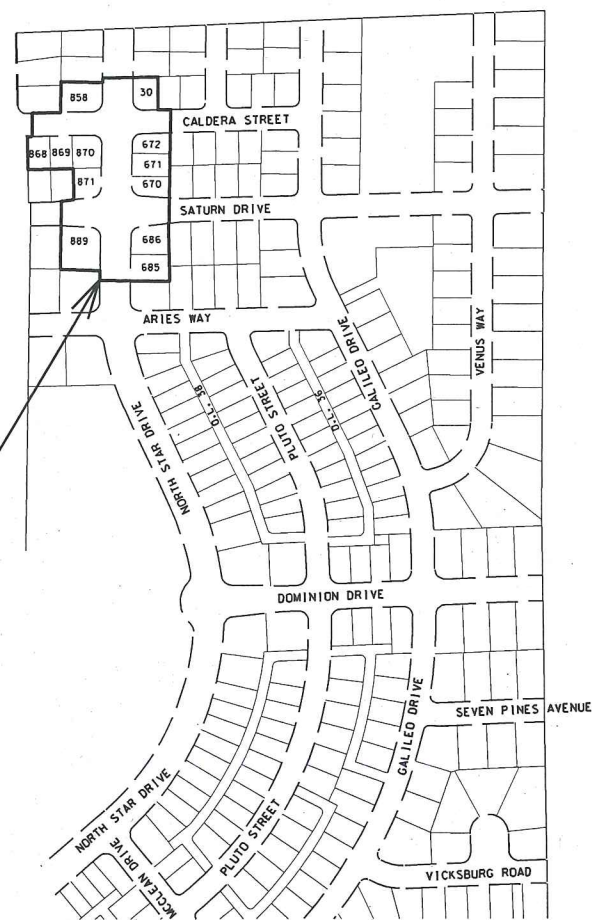 858
30
CALDERA STREET
868 869 870
672
671
871
670
SATURN DRIVE
889
686
685
ARIES WAY
GALILEO DRIVE
VENUS WAY
O.L. 38
PLUTO STREET
O.L. 36
NORTH STAR DRIVE
DOMINION DRIVE
GALILEO DRIVE
SEVEN PINES AVENUE
NORTH STAR DRIVE
PLUTO STREET
MCCLEAN DRIVE
VICKSBURG ROAD